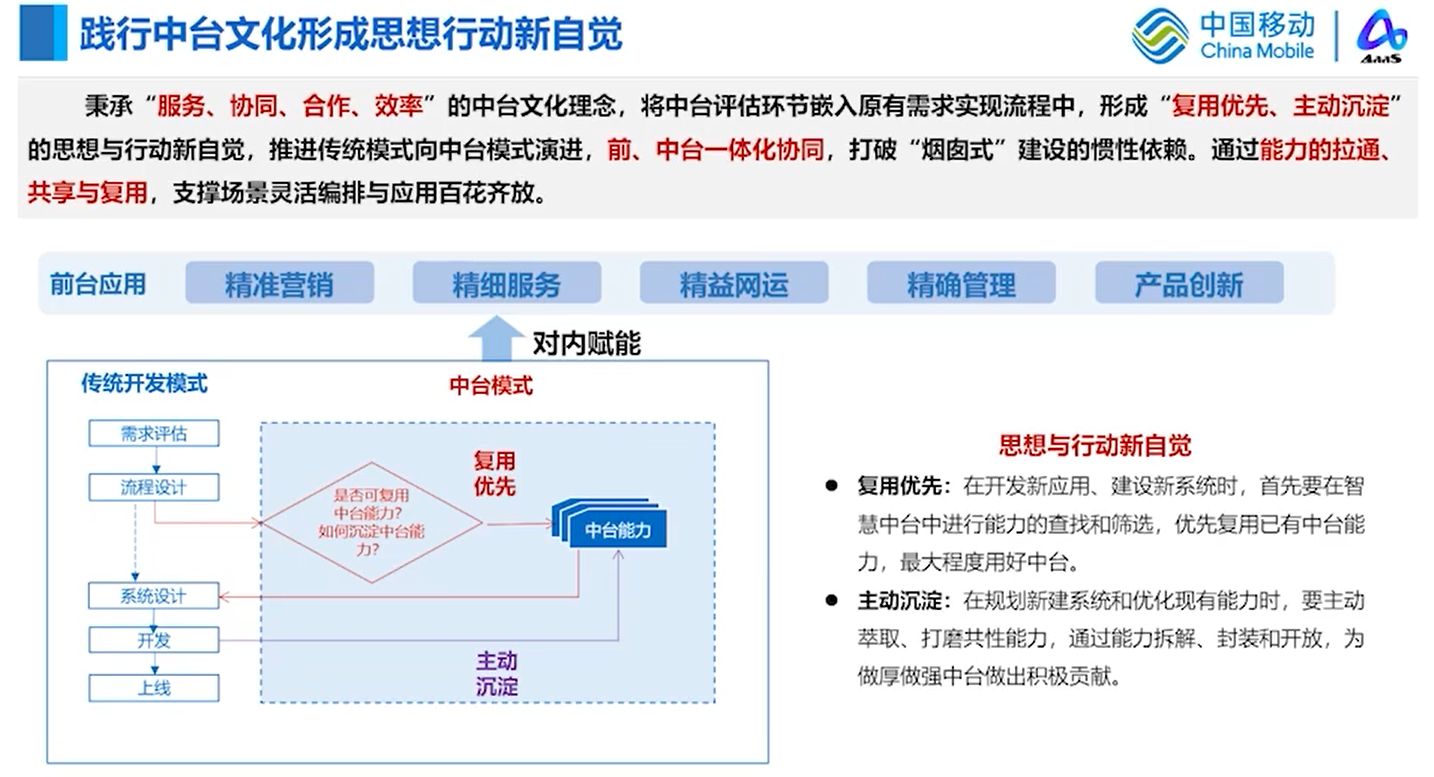 践行中台文化形成思想行动新自觉
中国移动
China Mobile
AaaS
秉承“服务、协同、合作、效率”的中台文化理念，将中台评估环节嵌入原有需求实现流程中，形成“复用优先、主动沉淀”
的思想与行动新自觉，推进传统模式向中台模式演进，前、中台一体化协同，打破“烟囱式”建设的惯性依赖。通过能力的拉通、
共享与复用，支撑场景灵活编排与应用百花齐放。
前台应用
精准营销
精细服务
精益网运
精确管理
产品创新
对内赋能
传统开发模式
中台模式
需求评估
流程设计
系统设计
开发
上线
是否可复用
中台能力？
如何沉淀中台能
力？
复用
优先
中台能力
主动
沉淀
思想与行动新自觉
● 复用优先：在开发新应用、建设新系统时，首先要在智
慧中台中进行能力的查找和筛选，优先复用已有中台能
力，最大程度用好中台。
● 主动沉淀：在规划新建系统和优化现有能力时，要主动
萃取、打磨共性能力，通过能力拆解、封装和开放，为
做厚做强中台做出积极贡献。